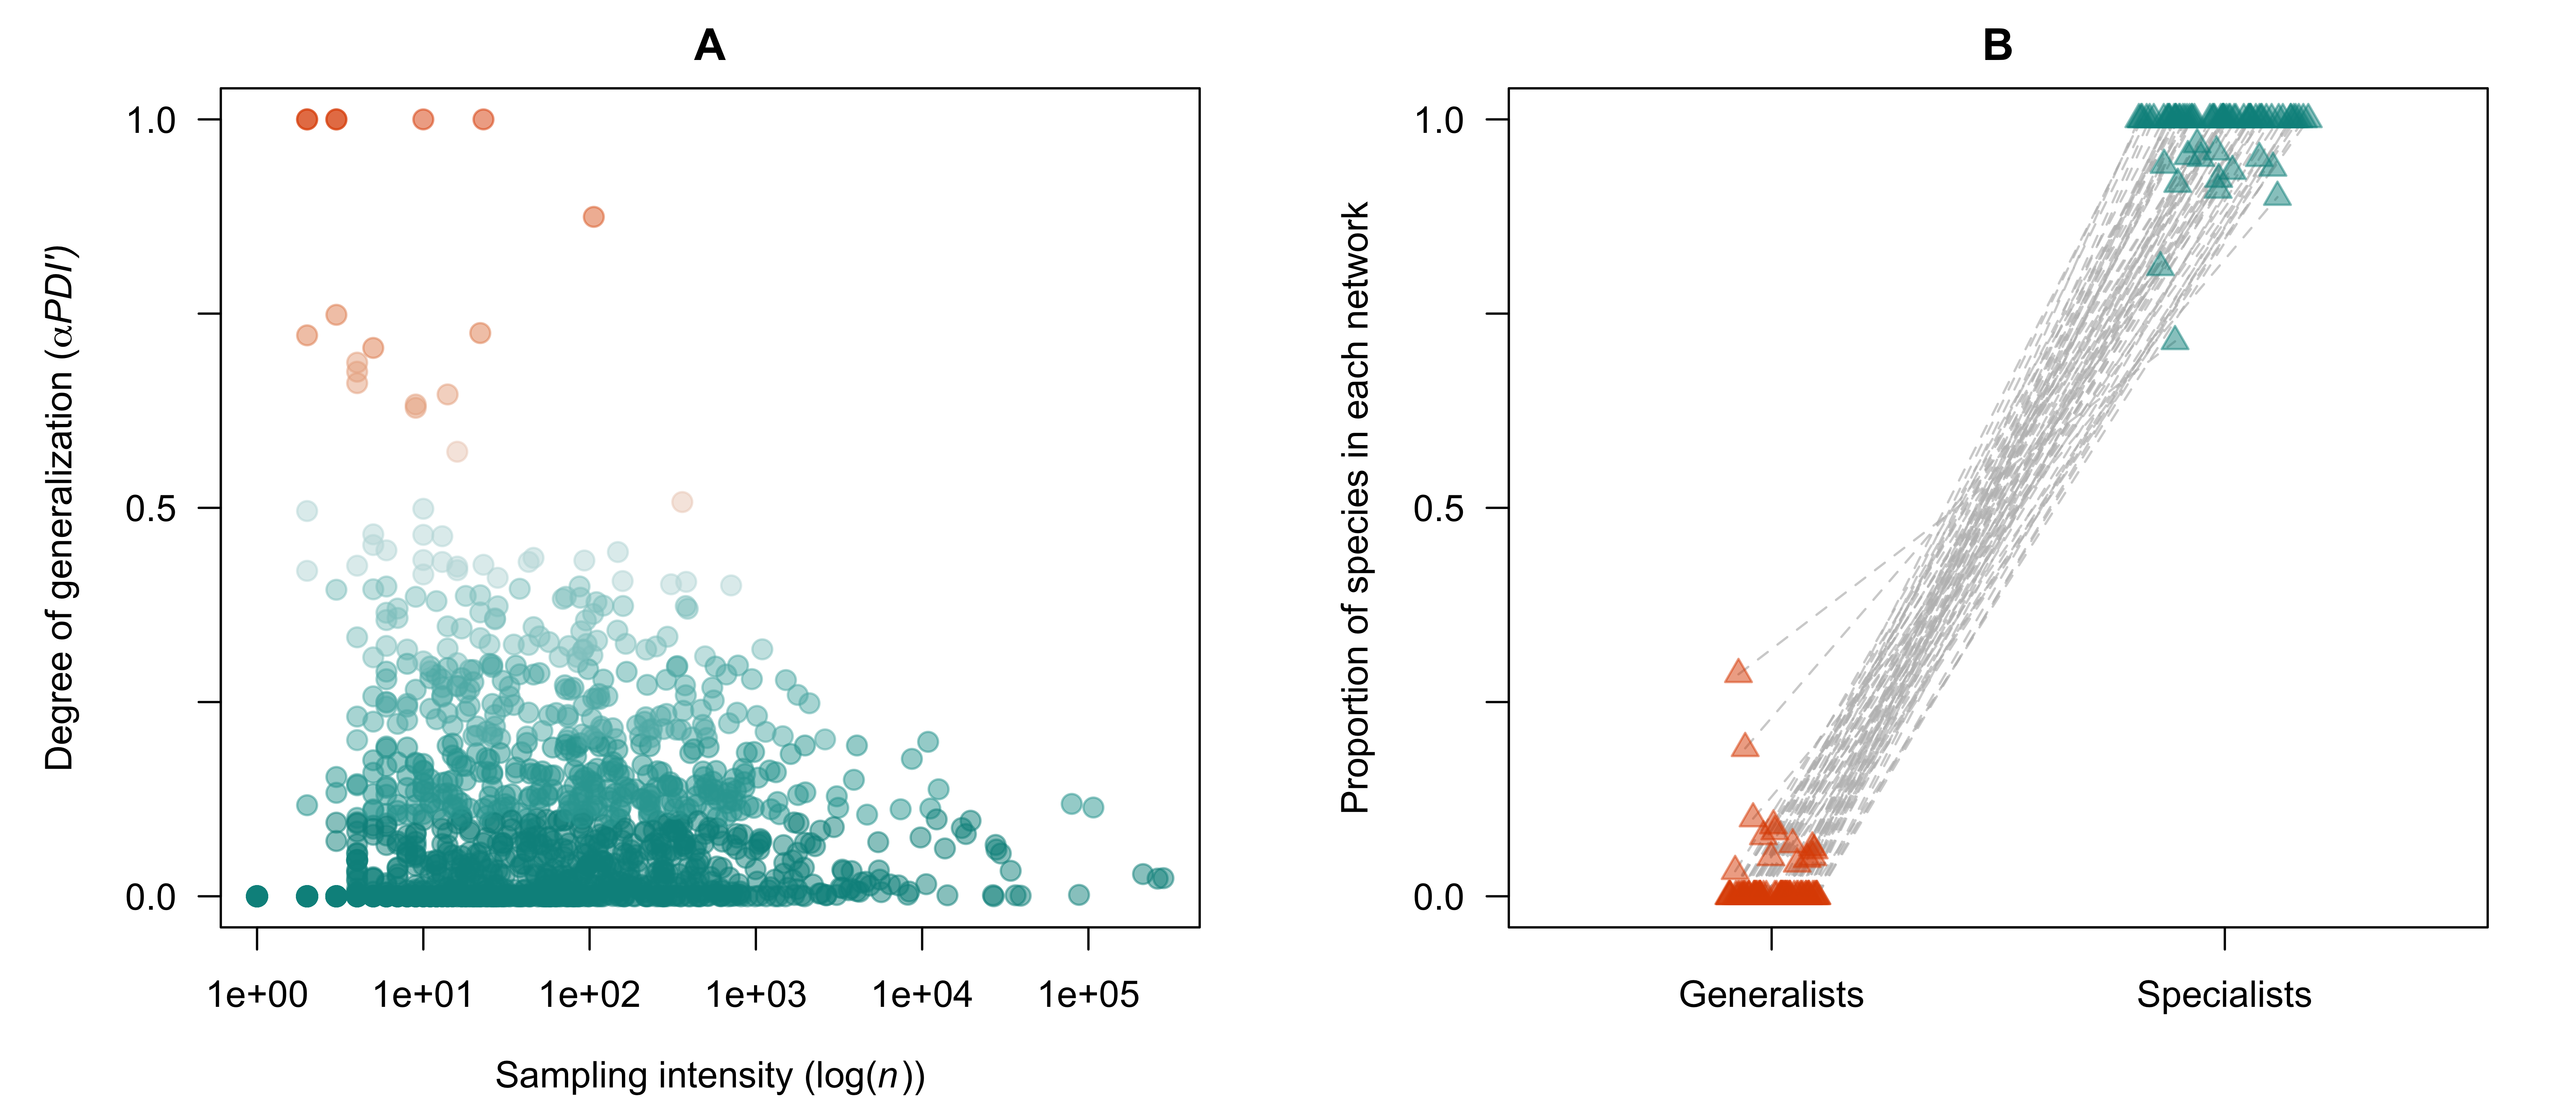 A
Degree of generalization (αPDI')
1.0
0.5
0.0
1e+00 1e+01 1e+02 1e+03 1e+04 1e+05
Sampling intensity (log(n))
B
Proportion of species in each network
1.0
0.5
0.0
Generalists Specialists